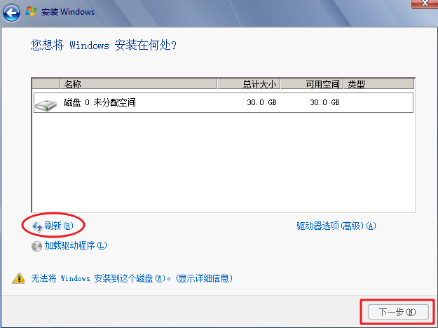 安装 Windows
您想将 Windows 安装在何处?
名称 总计大小 可用空间 类型
磁盘 0 未分配空间 30.0 GB 30.0 GB
刷新(R) 驱动器选项(高级)(A)
加载驱动程序(L)
无法将 Windows 安装到这个磁盘(W)。(显示详细信息)
下一步(N)